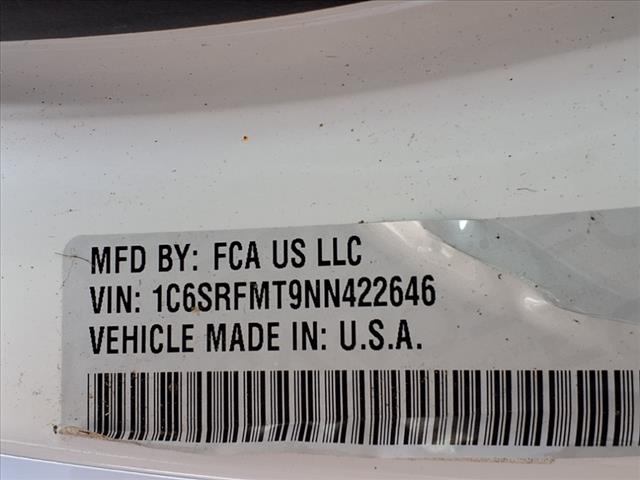 MFD BY: FCA US LLC
VIN: 1C6SRFMT9NN422646
VEHICLE MADE IN: U.S.A.